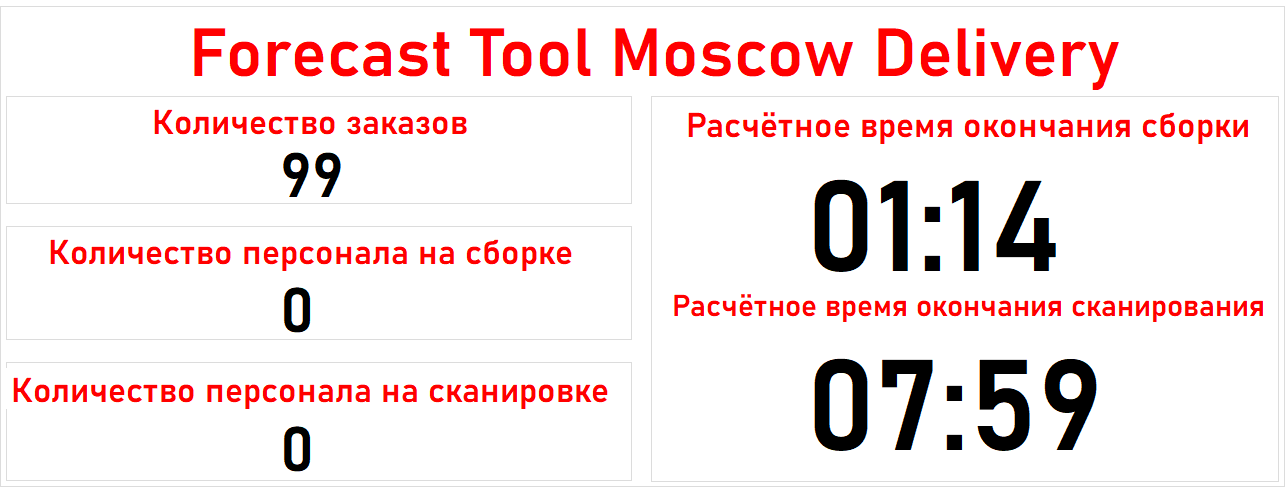 Forecast Tool Moscow Delivery
Количество заказов
99
Количество персонала на сборке
0
Количество персонала на сканировке
0
Расчётное время окончания сборки
01:14
Расчётное время окончания сканирования
07:59